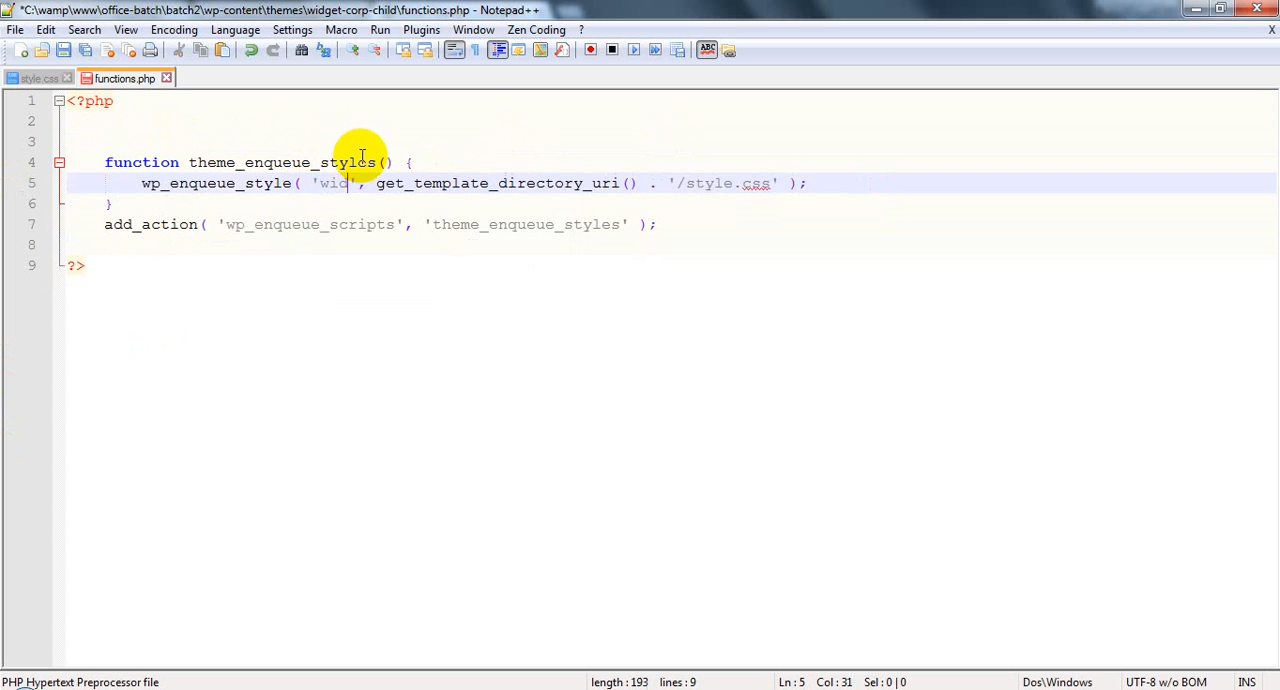 *C:\wamp\www\office-batch\batch2\wp-content\themes\widget-corp-child\functions.php - Notepad++
File Edit Search View Encoding Language Settings Macro Run Plugins Window Zen Coding ? X
style.css functions.php
1 <?php
2
3
4 function theme_enqueue_styles() {
5 wp_enqueue_style( 'wid', get_template_directory_uri() . '/style.css' );
6 }
7 add_action( 'wp_enqueue_scripts', 'theme_enqueue_styles' );
8
9 ?>
PHP Hypertext Preprocessor file length : 193 lines : 9 Ln : 5 Col : 31 Sel : 0 | 0 Dos\Windows UTF-8 w/o BOM INS